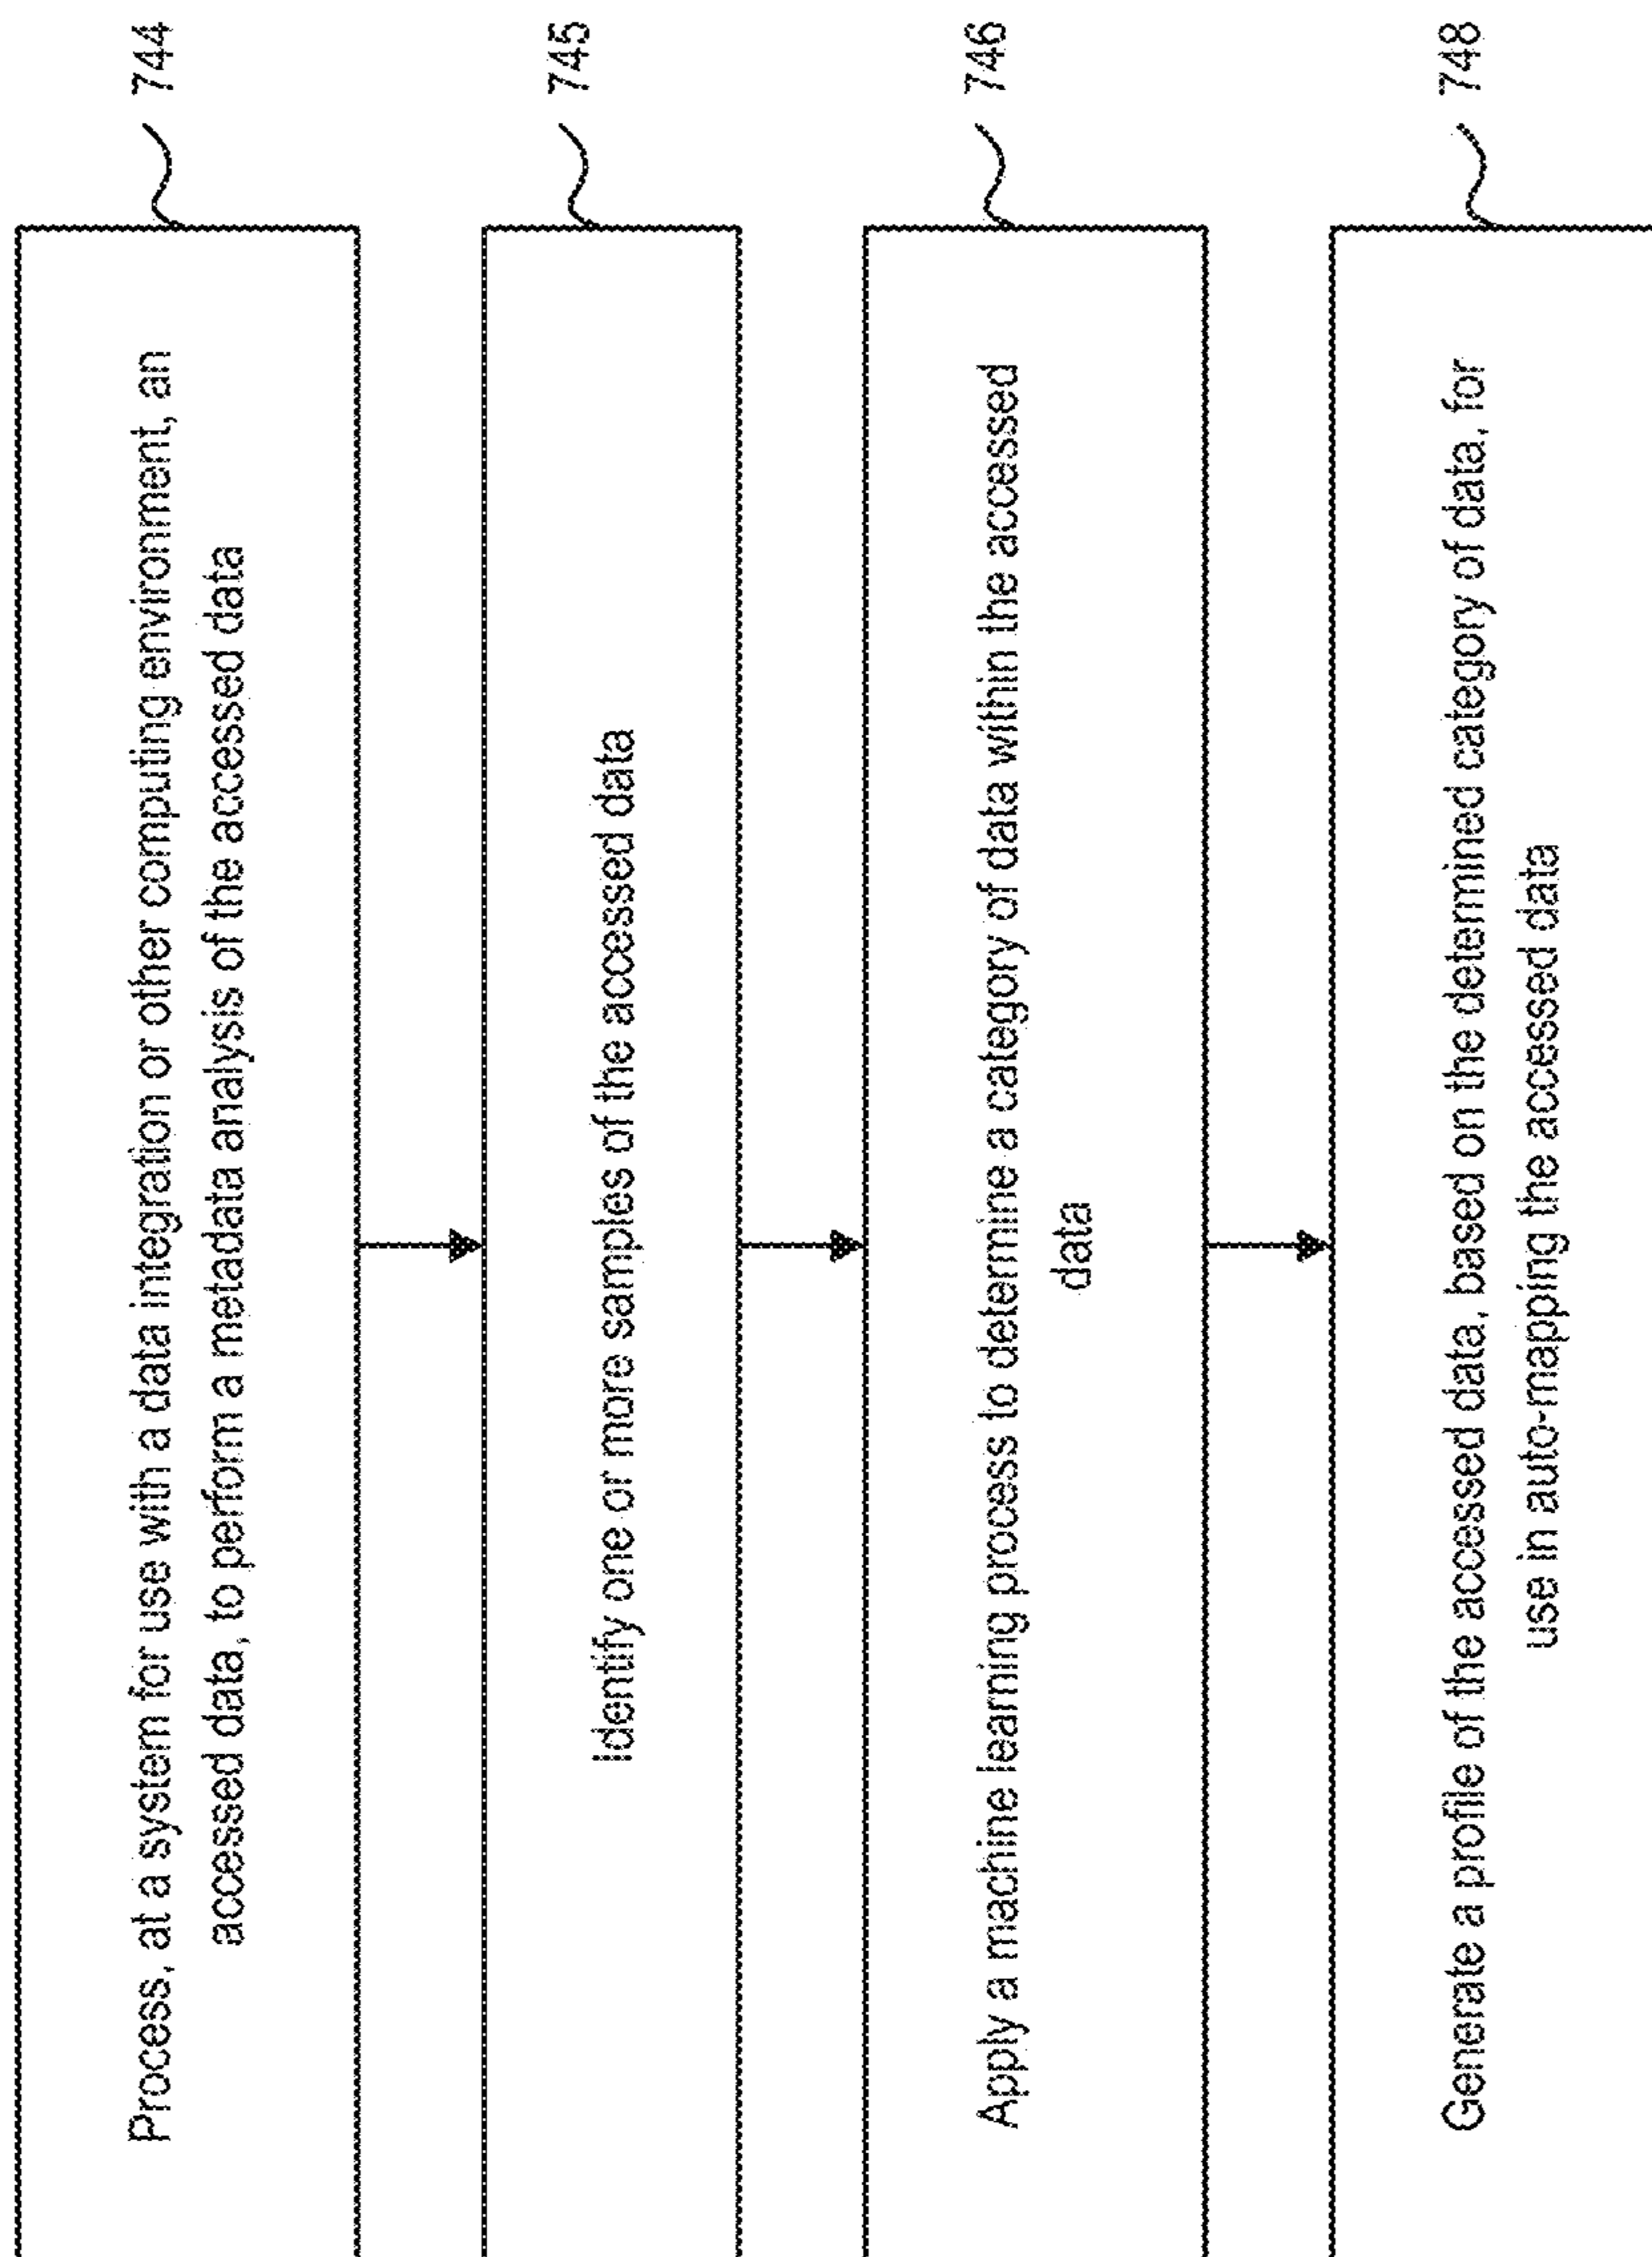 Process, at a system for use with a data integration or other computing environment, an
accessed data, to perform a metadata analysis of the accessed data
744
Identify one or more samples of the accessed data
745
Apply a machine learning process to determine a category of data within the accessed
data
746
Generate a profile of the accessed data, based on the determined category of data, for
use in auto-mapping the accessed data
748